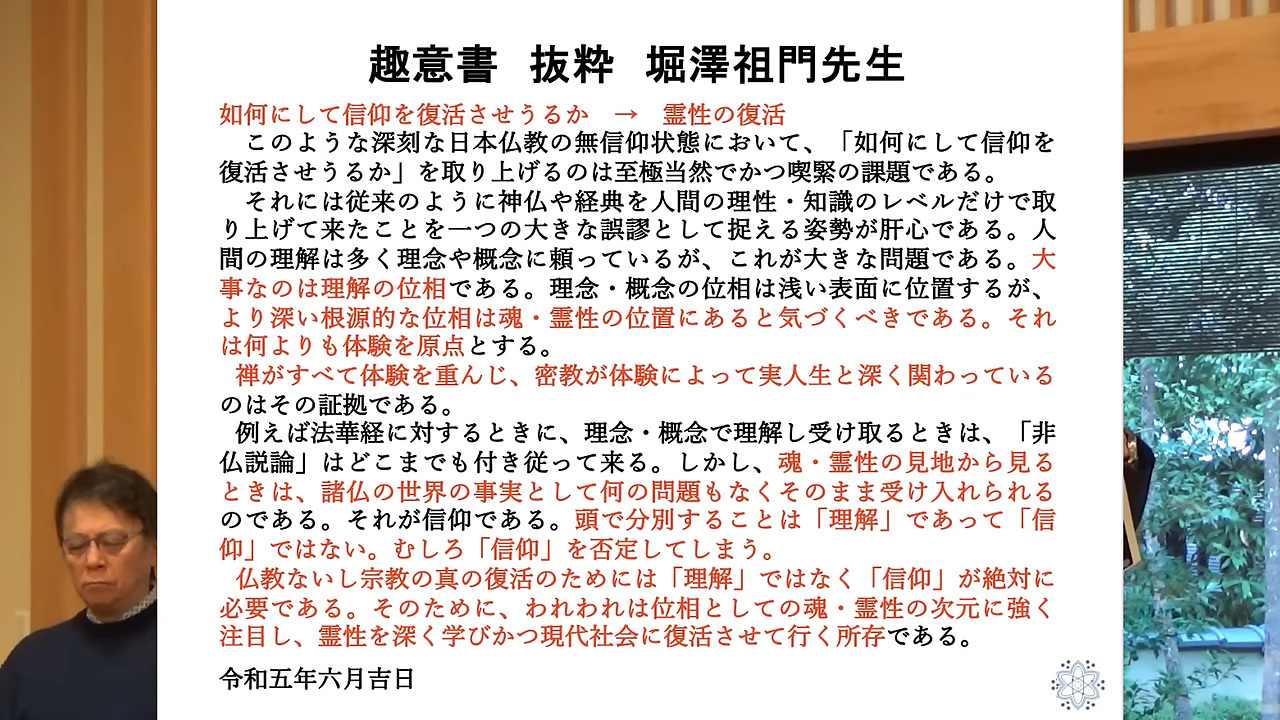 趣意書　抜粋　堀澤祖門先生
如何にして信仰を復活させうるか　→　霊性の復活
　このような深刻な日本仏教の無信仰状態において、「如何にして信仰を
復活させうるか」を取り上げるのは至極当然でかつ喫緊の課題である。
　それには従来のように神仏や経典を人間の理性・知識のレベルだけで取
り上げて来たことを一つの大きな誤謬として捉える姿勢が肝心である。人
間の理解は多く理念や概念に頼っているが、これが大きな問題である。大
事なのは理解の位相である。理念・概念の位相は浅い表面に位置するが、
より深い根源的な位相は魂・霊性の位置にあると気づくべきである。それ
は何よりも体験を原点とする。
　禅がすべて体験を重んじ、密教が体験によって実人生と深く関わっている
のはその証拠である。
　例えば法華経に対するときに、理念・概念で理解し受け取るときは、「非
仏説論」はどこまでも付き従って来る。しかし、魂・霊性の見地から見る
ときは、諸仏の世界の事実として何の問題もなくそのまま受け入れられる
のである。それが信仰である。頭で分別することは「理解」であって「信
仰」ではない。むしろ「信仰」を否定してしまう。
　仏教ないし宗教の真の復活のためには「理解」ではなく「信仰」が絶対に
必要である。そのために、われわれは位相としての魂・霊性の次元に強く
注目し、霊性を深く学びかつ現代社会に復活させて行く所存である。
令和五年六月吉日